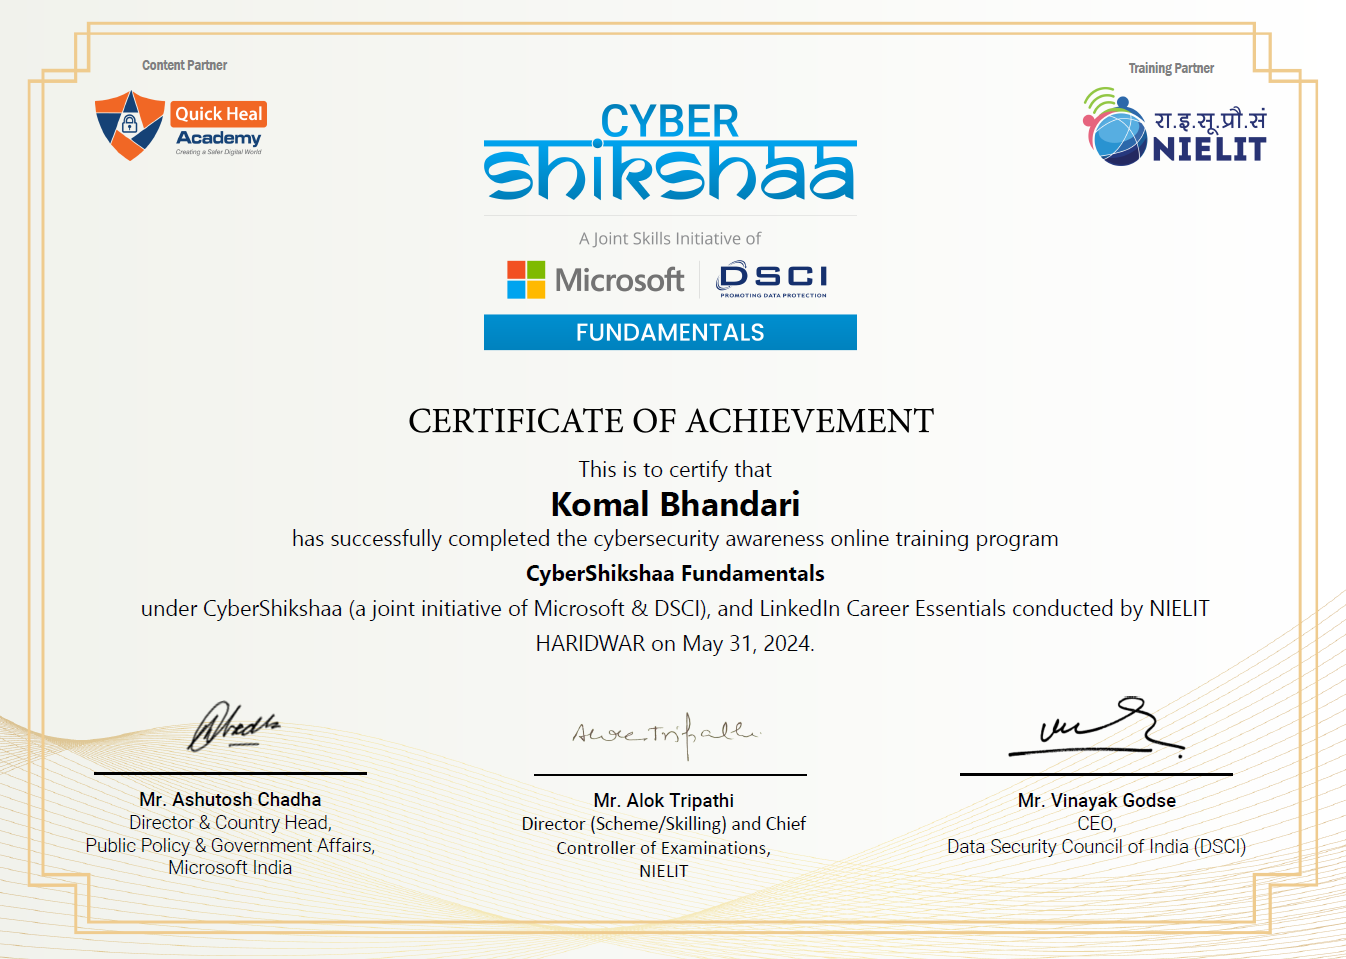 Content Partner
Quick Heal
Academy
Creating a Safer Digital World
Training Partner
रा.इ.सू.प्रौ.सं
NIELIT
CYBER
shikshaa
A Joint Skills Initiative of
Microsoft
DSCI
PROMOTING DATA PROTECTION
FUNDAMENTALS
CERTIFICATE OF ACHIEVEMENT
This is to certify that
Komal Bhandari
has successfully completed the cybersecurity awareness online training program
CyberShikshaa Fundamentals
under CyberShikshaa (a joint initiative of Microsoft & DSCI), and LinkedIn Career Essentials conducted by NIELIT
HARIDWAR on May 31, 2024.
Mr. Ashutosh Chadha
Director & Country Head,
Public Policy & Government Affairs,
Microsoft India
Mr. Alok Tripathi
Director (Scheme/Skilling) and Chief
Controller of Examinations,
NIELIT
Mr. Vinayak Godse
CEO,
Data Security Council of India (DSCI)